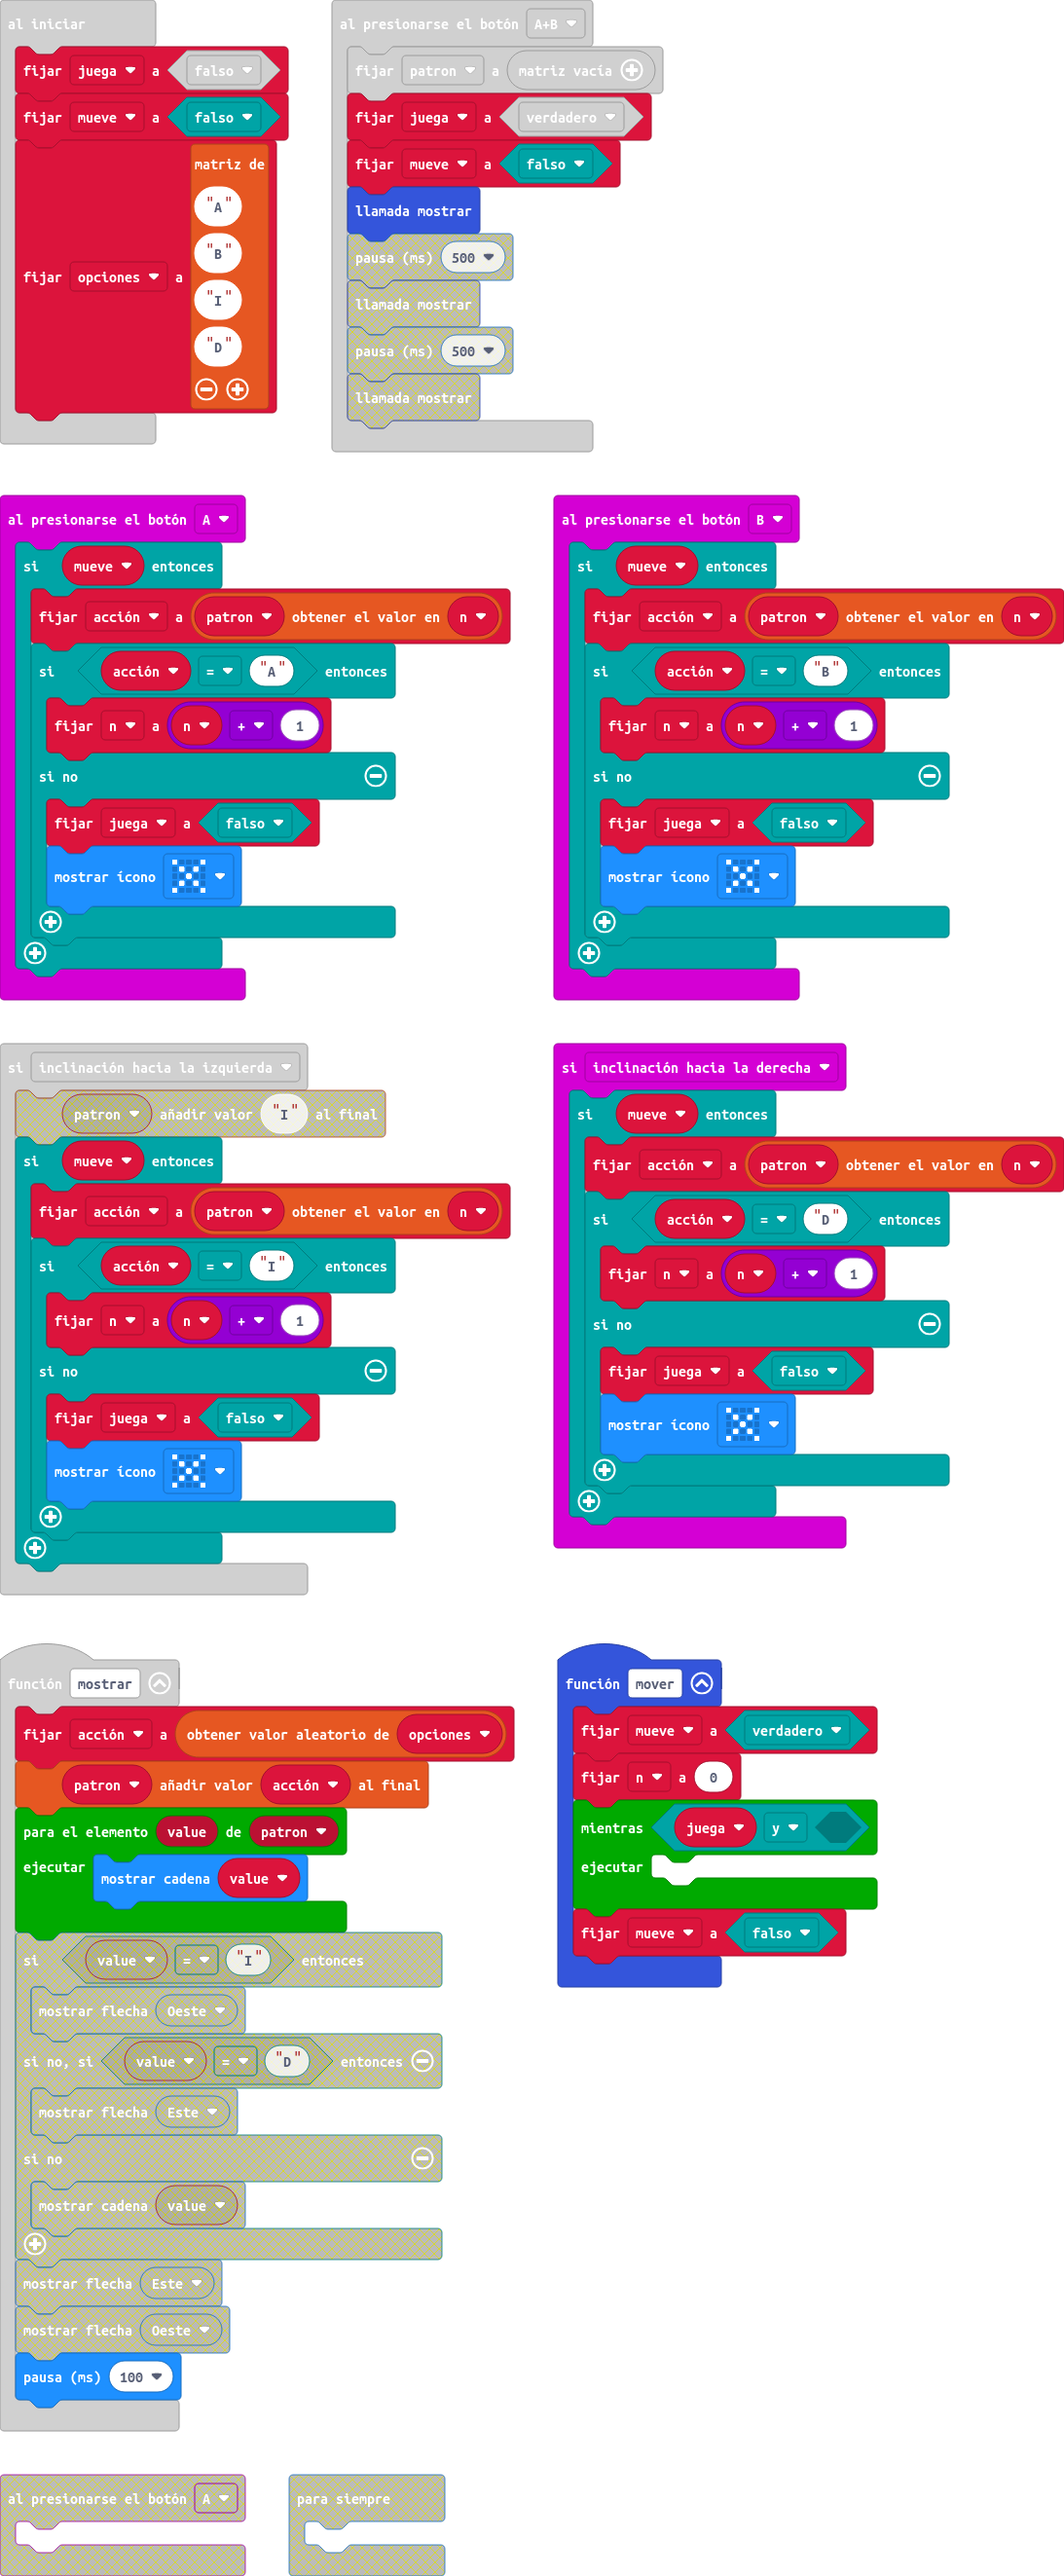 al iniciar
fijar juega a falso
fijar mueve a falso
fijar opciones a matriz de
"A"
"B"
"I"
"D"
al presionarse el botón A+B
fijar patron a matriz vacía
fijar juega a verdadero
fijar mueve a falso
llamada mostrar
pausa (ms) 500
llamada mostrar
pausa (ms) 500
llamada mostrar
al presionarse el botón A
si mueve entonces
fijar acción a patron obtener el valor en n
si acción = "A" entonces
fijar n a n + 1
si no
fijar juega a falso
mostrar ícono
al presionarse el botón B
si mueve entonces
fijar acción a patron obtener el valor en n
si acción = "B" entonces
fijar n a n + 1
si no
fijar juega a falso
mostrar ícono
si inclinación hacia la izquierda
patron añadir valor "I" al final
si mueve entonces
fijar acción a patron obtener el valor en n
si acción = "I" entonces
fijar n a n + 1
si no
fijar juega a falso
mostrar ícono
si inclinación hacia la derecha
si mueve entonces
fijar acción a patron obtener el valor en n
si acción = "D" entonces
fijar n a n + 1
si no
fijar juega a falso
mostrar ícono
función mostrar
fijar acción a obtener valor aleatorio de opciones
patron añadir valor acción al final
para el elemento value de patron
ejecutar mostrar cadena value
si value = "I" entonces
mostrar flecha Oeste
si no, si value = "D" entonces
mostrar flecha Este
si no
mostrar cadena value
mostrar flecha Este
mostrar flecha Oeste
pausa (ms) 100
función mover
fijar mueve a verdadero
fijar n a 0
mientras juega y
ejecutar
fijar mueve a falso
al presionarse el botón A
para siempre